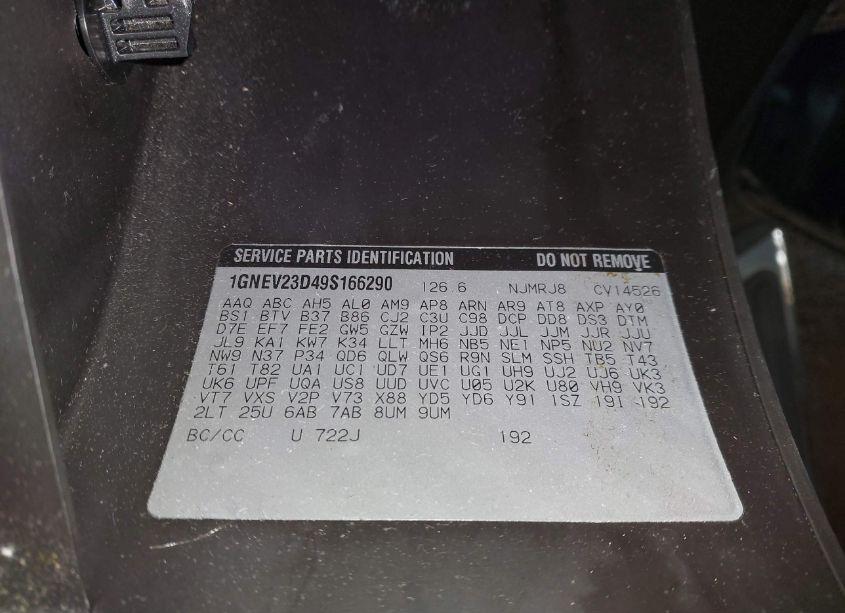 SERVICE PARTS IDENTIFICATION DO NOT REMOVE
1GNEV23D49S166290 126.6 NJMRJ8 CV14526
AAQ ABC AH5 AL0 AM9 AP8 ARN AR9 AT8 AXP AY0
BS1 BTV B37 B86 CJ2 C3U C98 DCP DD8 DS3 DTM
D7E EF7 FE2 GW5 GZW IP2 JJD JJL JJM JJR JJU
JL9 KA1 KW7 K34 LLT MH6 NB5 NE1 NP5 NU2 NV7
NW9 N37 P34 QD6 QLW QS6 R9N SLM SSH TB5 T43
T61 T82 UA1 UC1 UD7 UE1 UG1 UH9 UJ2 UJ6 UK3
UK6 UPF UQA US8 UUD UVC U05 U2K U80 VH9 VK3
VT7 VXS V2P V73 X88 YD5 YD6 Y91 1SZ 19I 192
2LT 25U 6AB 7AB 8UM 9UM
BC/CC U 722J 192